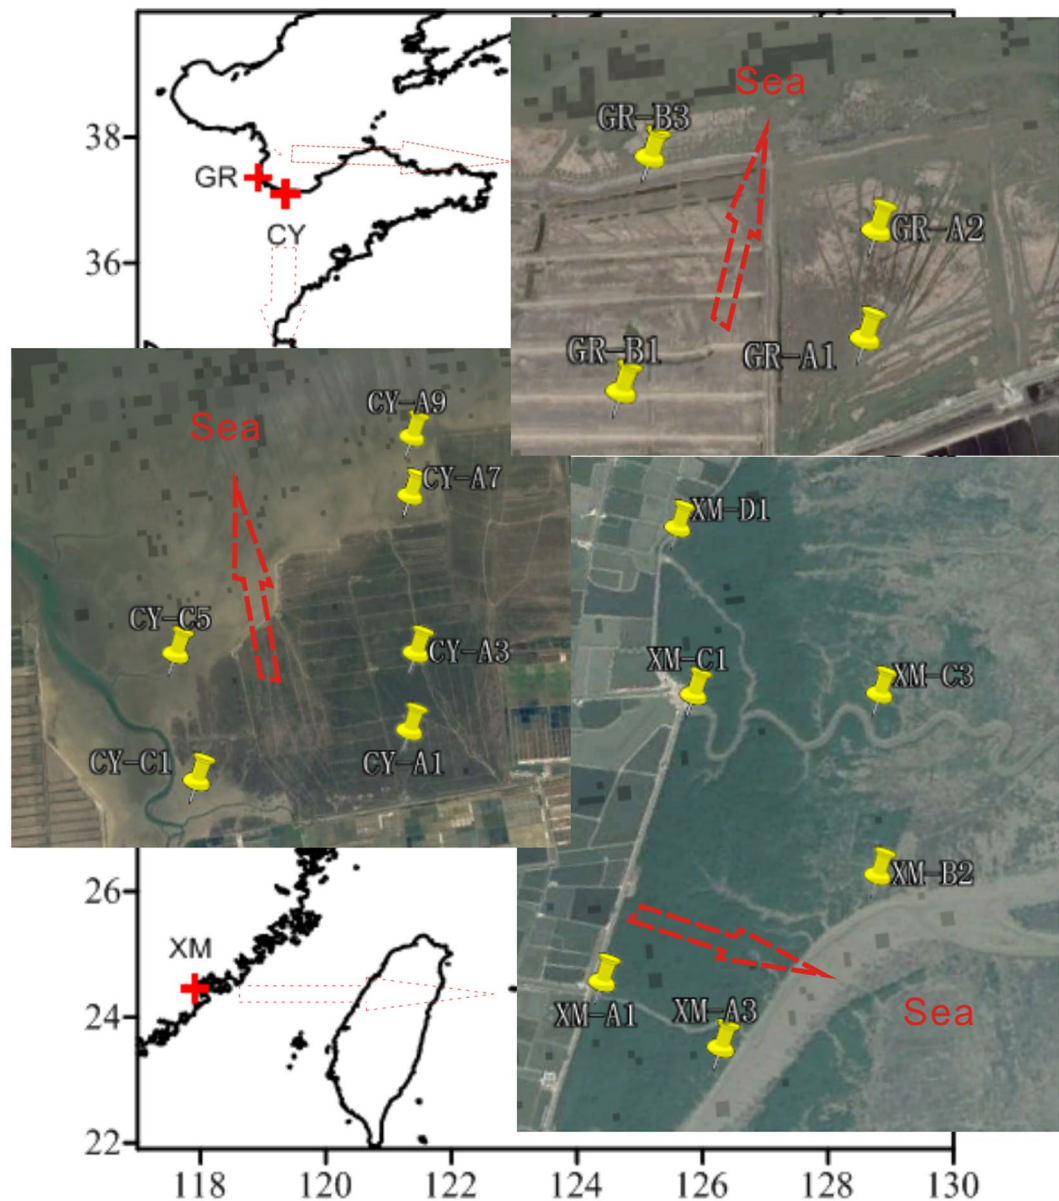 Sea
GR-B3
38
GR
GR-A2
CY
36
GR-B1
GR-A1
CY-A9
Sea
CY-A7
XM-D1
CY-C5
CY-A3
XM-C1
XM-C3
CY-C1
CY-A1
26
XM-B2
XM
24
XM-A1
XM-A3
Sea
22
118
120
122
124
126
128
130